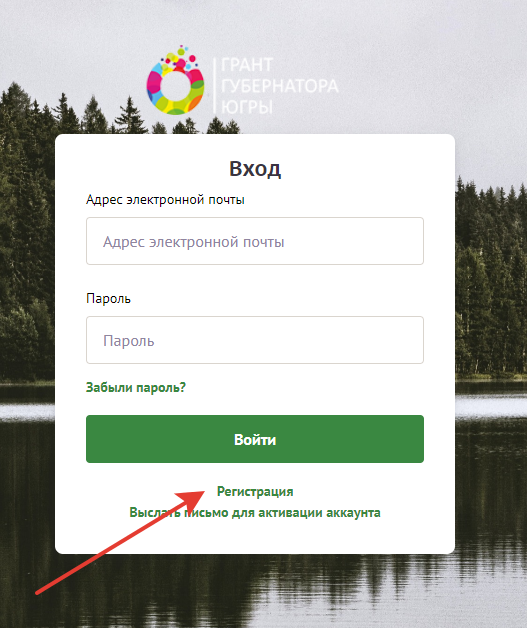 ГРАНТ
ГУБЕРНАТОРА
ЮГРЫ
Вход
Адрес электронной почты
Адрес электронной почты
Пароль
Пароль
Забыли пароль?
Войти
Регистрация
Выслать письмо для активации аккаунта